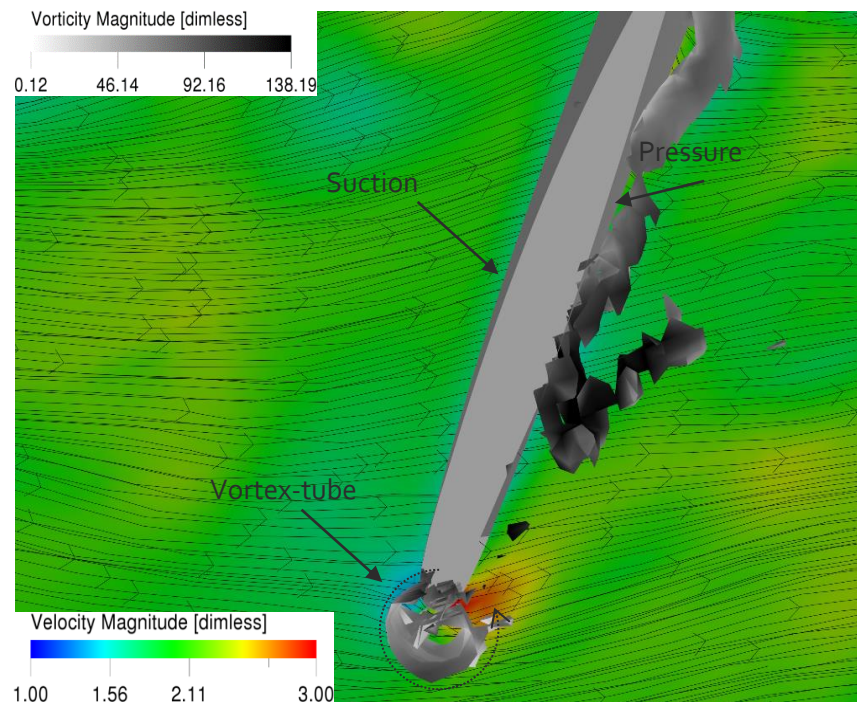 Vorticity Magnitude [dimless]
0.12 46.14 92.16 138.19
Pressure
Suction
Vortex-tube
Velocity Magnitude [dimless]
1.00 1.56 2.11 3.00